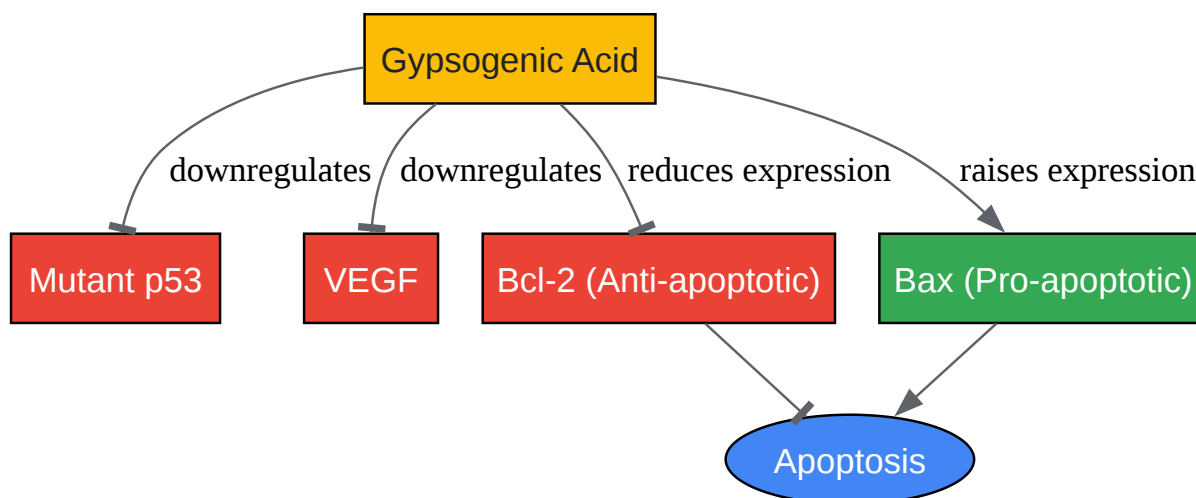 Gypsogenic Acid
downregulates
downregulates
reduces expression
raises expression
Mutant p53
VEGF
Bcl-2 (Anti-apoptotic)
Bax (Pro-apoptotic)
Apoptosis